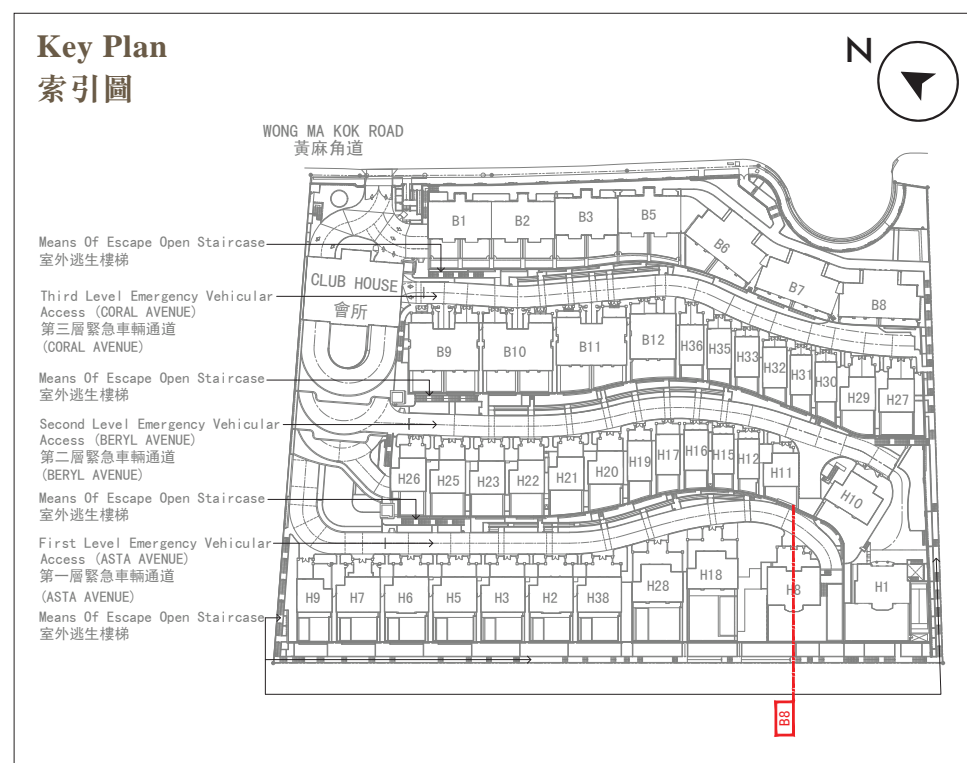 Key Plan
索引圖
N
WONG MA KOK ROAD
黃麻角道
B1 B2 B3 B5
B6
B7
B8
Means Of Escape Open Staircase
室外逃生樓梯
CLUB HOUSE
會所
Third Level Emergency Vehicular
Access (CORAL AVENUE)
第三層緊急車輛通道
(CORAL AVENUE)
B9 B10 B11 B12 H36 H35 H33 H32 H31 H30 H29 H27
Means Of Escape Open Staircase
室外逃生樓梯
Second Level Emergency Vehicular
Access (BERYL AVENUE)
第二層緊急車輛通道
(BERYL AVENUE)
H26 H25 H23 H22 H21 H20 H19 H17 H16 H15 H12 H11
H10
Means Of Escape Open Staircase
室外逃生樓梯
First Level Emergency Vehicular
Access (ASTA AVENUE)
第一層緊急車輛通道
(ASTA AVENUE)
H9 H7 H6 H5 H3 H2 H38 H28 H18 H8 H1
Means Of Escape Open Staircase
室外逃生樓梯
B8